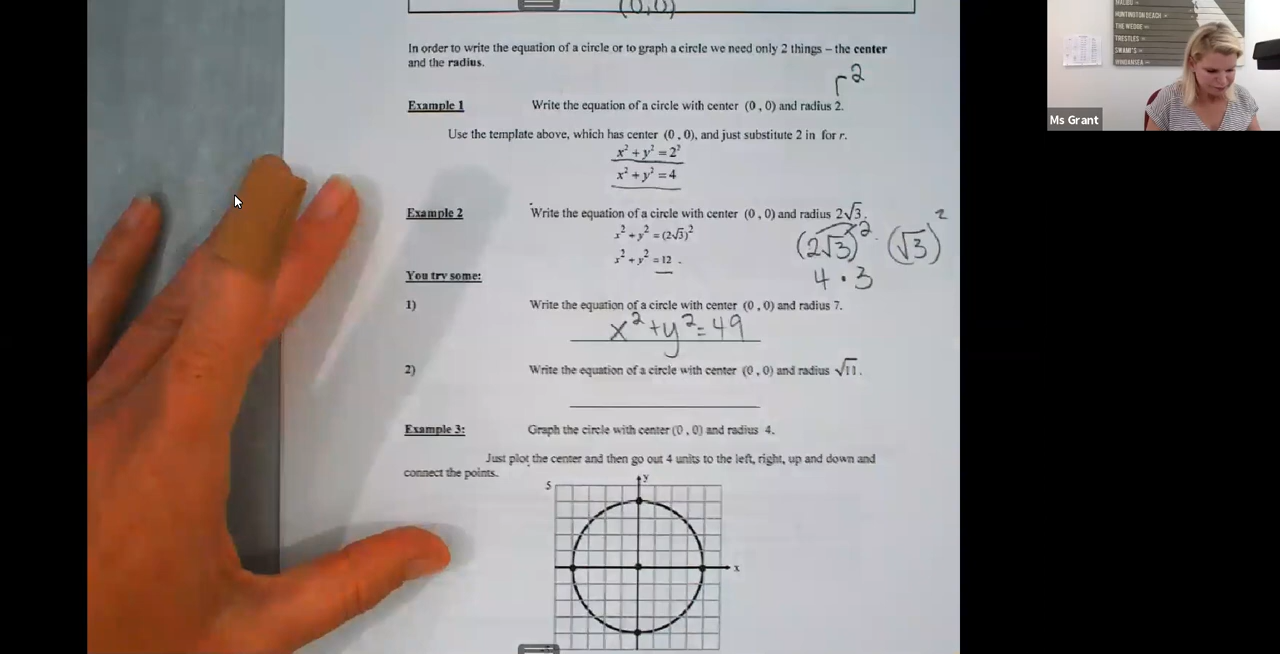 (0,0)
In order to write the equation of a circle or to graph a circle we need only 2 things – the center
and the radius.
r²
Example 1 Write the equation of a circle with center (0 , 0) and radius 2.
Use the template above, which has center (0 , 0), and just substitute 2 in for r.
x² + y² = 2²
x² + y² = 4
Example 2 Write the equation of a circle with center (0 , 0) and radius 2√3.
x² + y² = (2√3)²
(2√3)² · (√3)²
x² + y² = 12 .
4 · 3
You try some:
1) Write the equation of a circle with center (0 , 0) and radius 7.
x² + y² = 49
2) Write the equation of a circle with center (0 , 0) and radius √11.
Example 3: Graph the circle with center (0 , 0) and radius 4.
Just plot the center and then go out 4 units to the left, right, up and down and
connect the points.
5
y
x
HUNTINGTON BEACH
THE WEDGE
TRESTLES
SWAMI'S
WINDANSEA
Ms Grant